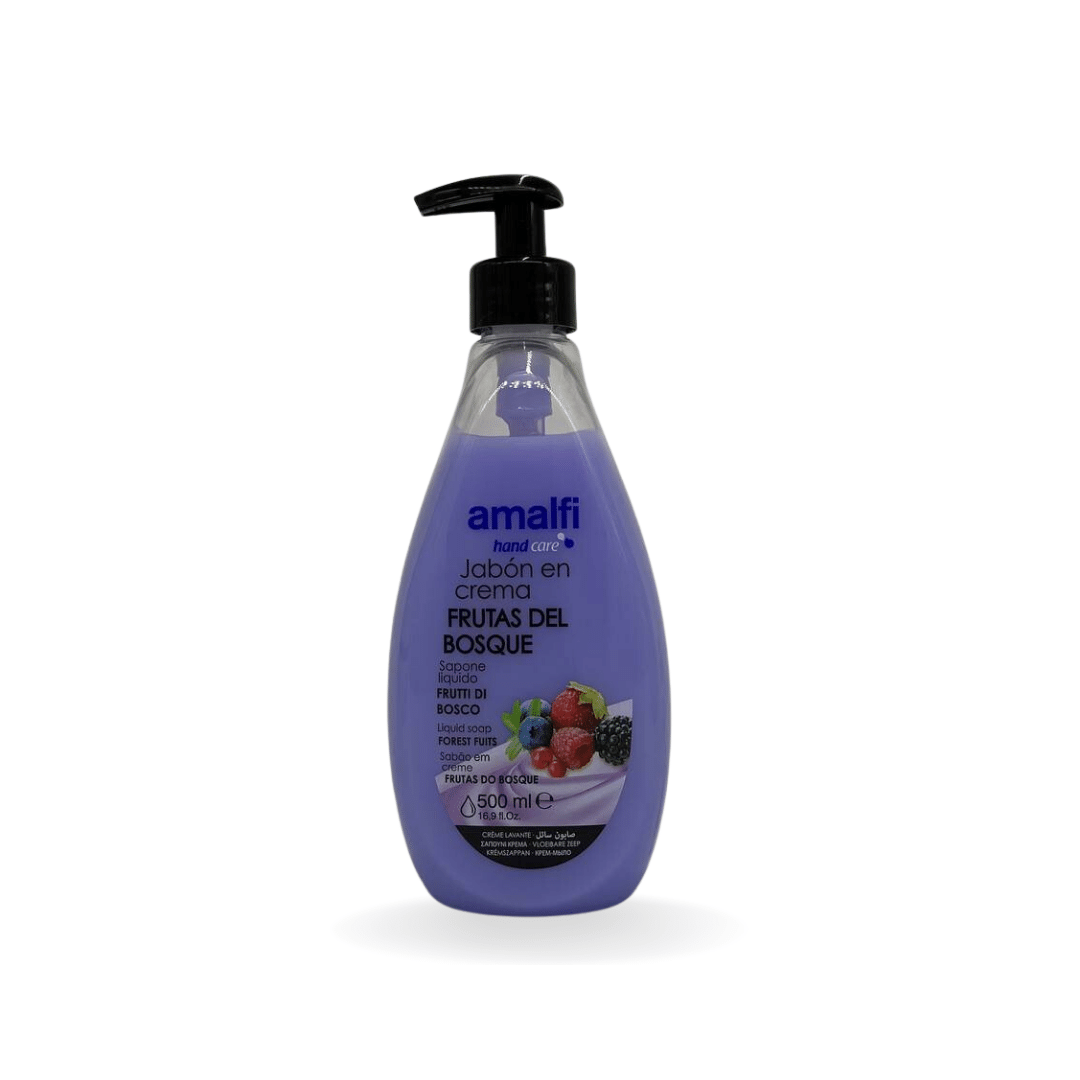 amalfi
hand care
Jabón en
crema
FRUTAS DEL
BOSQUE
Sapone
liquido
FRUTTI DI
BOSCO
Liquid soap
FOREST FUITS
Sabão em
creme
FRUTAS DO BOSQUE
500 ml ℮
16.9 fl.Oz.
CRÈME LAVANTE · صابون سائل
ΣΑΠΟΥΝΙ ΚΡΕΜΑ · VLOEIBARE ZEEP
KRÉMSZAPPAN · КРЕМ-МЫЛО